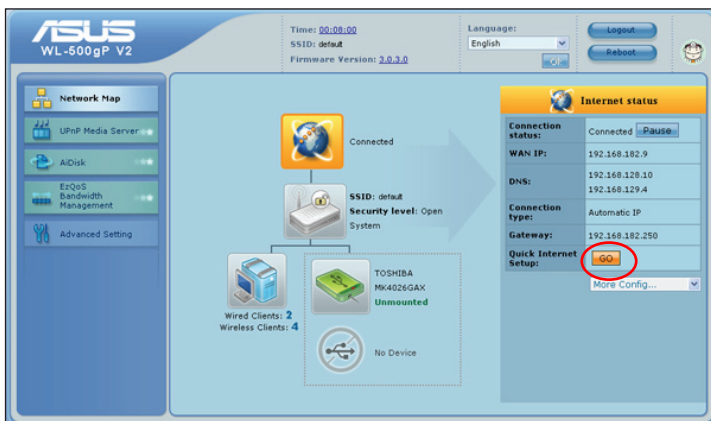 ASUS
WL-500gP V2
Time: 00:08:00
SSID: default
Firmware Version: 3.0.3.0
Language:
English
OK
Logout
Reboot
Network Map
UPnP Media Server
AiDisk
EzQoS
Bandwidth
Management
Advanced Setting
Connected
SSID: default
Security level: Open
System
Wired Clients: 2
Wireless Clients: 4
TOSHIBA
MK4026GAX
Unmounted
No Device
Internet status
Connection
status:
Connected Pause
WAN IP: 192.168.182.9
DNS:
192.168.128.10
192.168.129.4
Connection
type:
Automatic IP
Gateway: 192.168.182.250
Quick Internet
Setup:
GO
More Config...